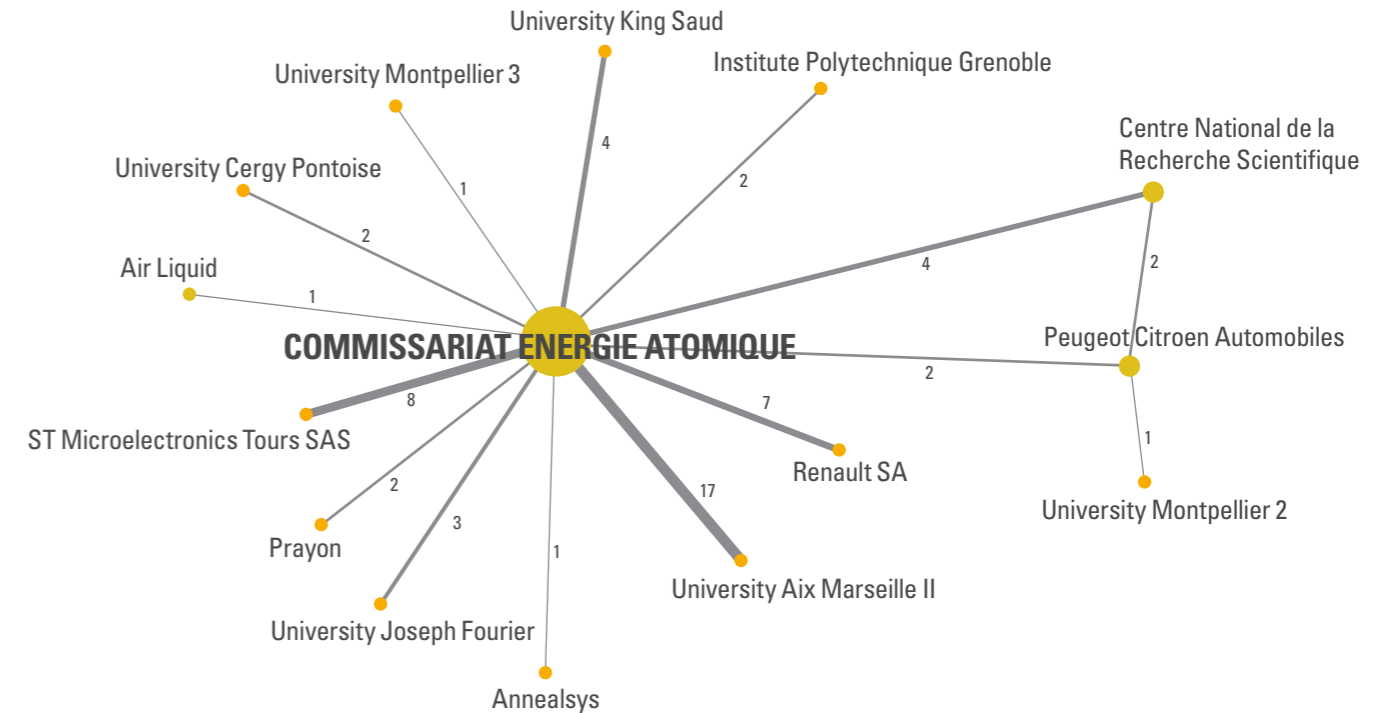 University King Saud
Institute Polytechnique Grenoble
University Montpellier 3
Centre National de la
Recherche Scientifique
4
University Cergy Pontoise
2
1
2
Air Liquid
4
2
1
Peugeot Citroen Automobiles
COMMISSARIAT ENERGIE ATOMIQUE
2
8
7
1
ST Microelectronics Tours SAS
Renault SA
2
17
University Montpellier 2
3
Prayon
1
University Aix Marseille II
University Joseph Fourier
Annealsys